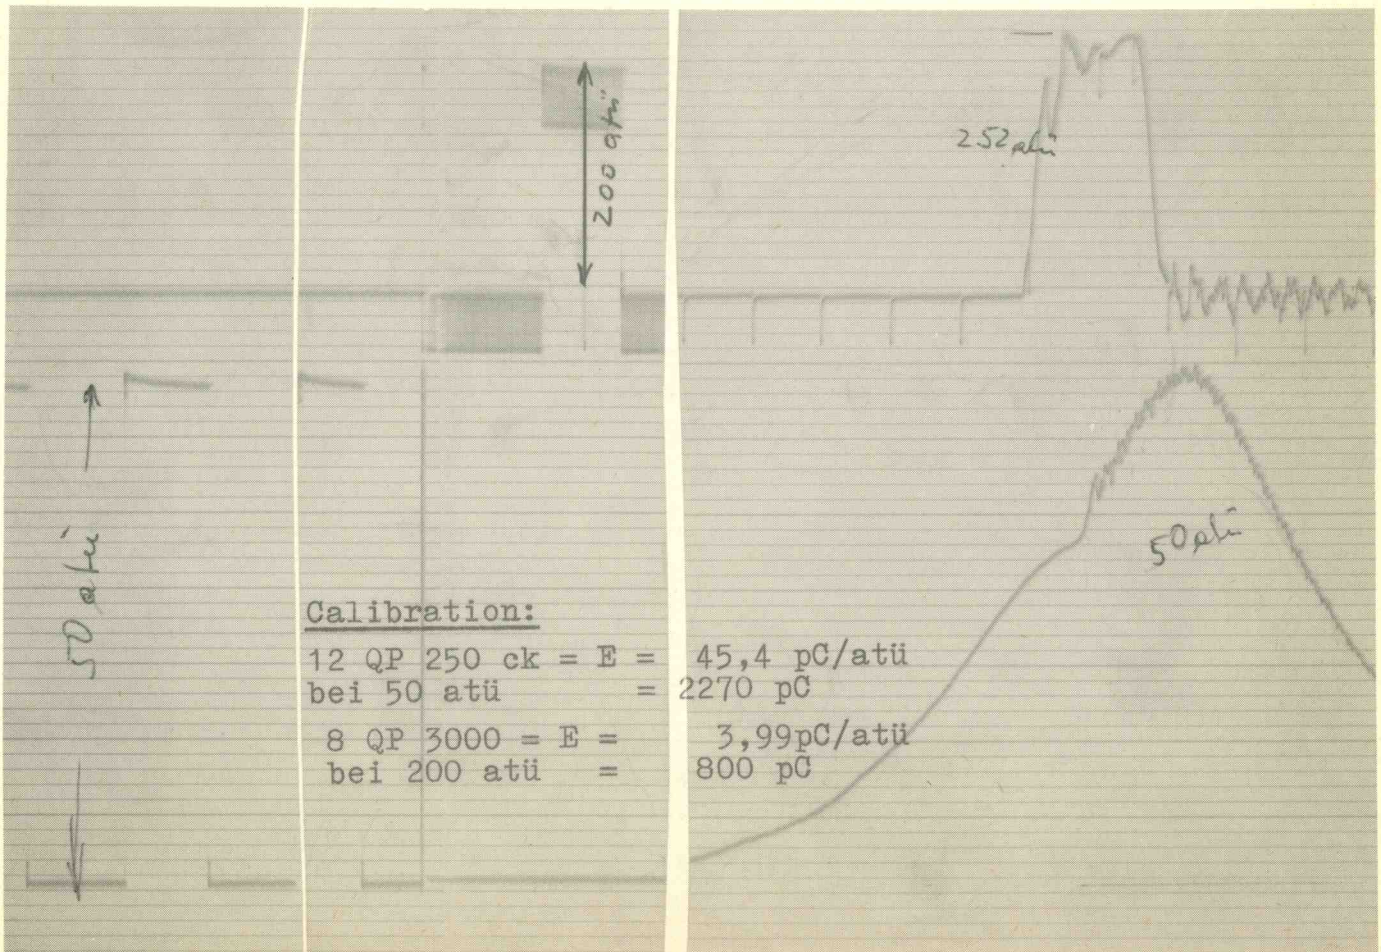 200 atü
252 atü
50 atü
50 atü
Calibration:
12 QP 250 ck = E = 45,4 pC/atü
bei 50 atü = 2270 pC
8 QP 3000 = E = 3,99pC/atü
bei 200 atü = 800 pC